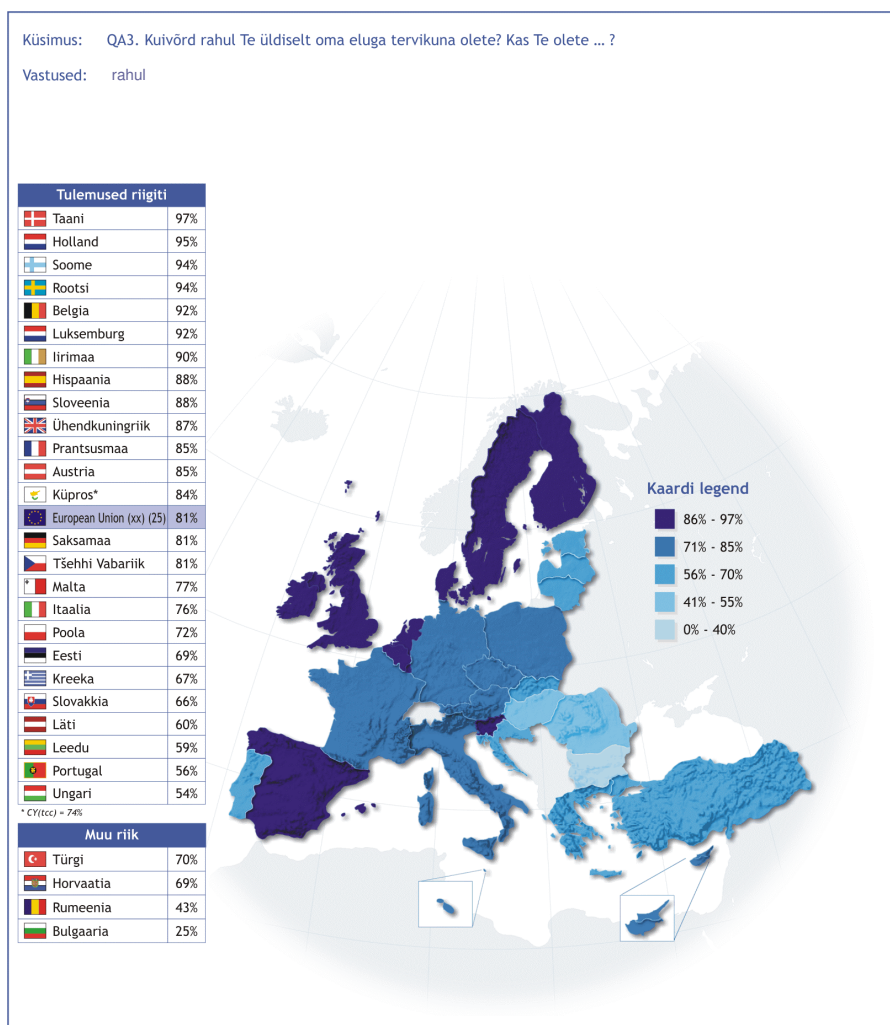 Küsimus: QA3. Kuivõrd rahul Te üldiselt oma eluga tervikuna olete? Kas Te olete ... ?
Vastused: rahul
Tulemused riigiti
Taani 97%
Holland 95%
Soome 94%
Rootsi 94%
Belgia 92%
Luksemburg 92%
Iirimaa 90%
Hispaania 88%
Sloveenia 88%
Ühendkuningriik 87%
Prantsusmaa 85%
Austria 85%
Küpros* 84%
European Union (xx) (25) 81%
Saksamaa 81%
Tšehhi Vabariik 81%
Malta 77%
Itaalia 76%
Poola 72%
Eesti 69%
Kreeka 67%
Slovakkia 66%
Läti 60%
Leedu 59%
Portugal 56%
Ungari 54%
* CY(tcc) = 74%
Muu riik
Türgi 70%
Horvaatia 69%
Rumeenia 43%
Bulgaaria 25%
Kaardi legend
86% - 97%
71% - 85%
56% - 70%
41% - 55%
0% - 40%